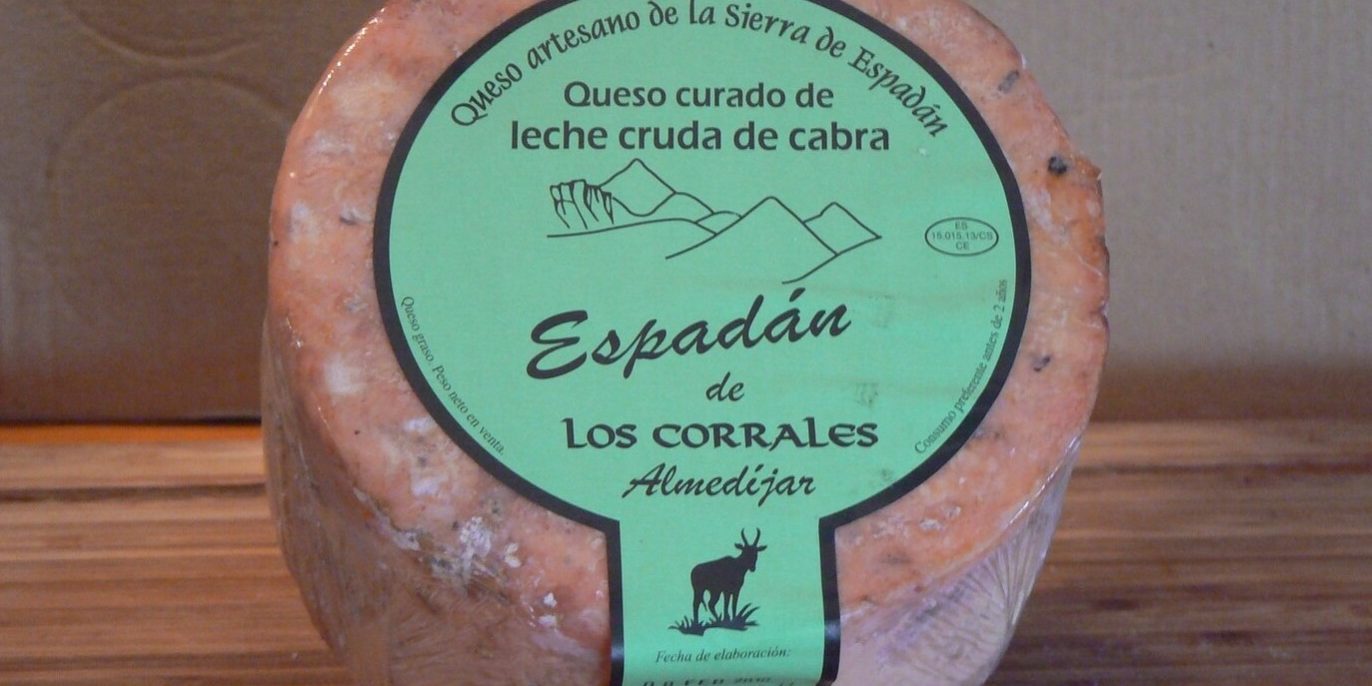 Queso artesano de la Sierra de Espadán
Queso curado de
leche cruda de cabra
ES
15.015.13/CS
CE
Espadán
de
LOS CORRALES
Almedíjar
Queso graso. Peso neto en venta.
Consumo preferente antes de 2 años
Fecha de elaboración: